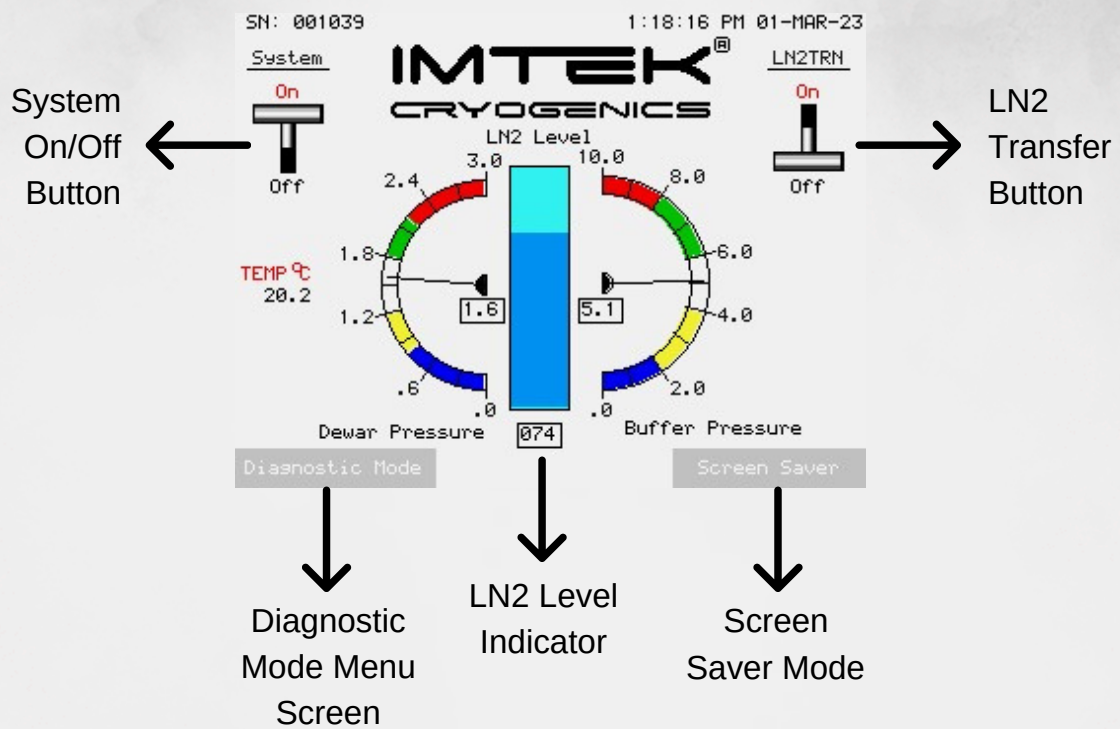 SN: 001039
1:18:16 PM 01-MAR-23
System
IMTEK®
LN2TRN
On
CRYOGENICS
On
System
On/Off
Button
LN2
Transfer
Button
Off
LN2 Level
Off
3.0
10.0
2.4
8.0
1.8
6.0
TEMP ºC
20.2
1.6
5.1
1.2
4.0
.6
2.0
.0
.0
Dewar Pressure
074
Buffer Pressure
Diagnostic Mode
Screen Saver
Diagnostic
Mode Menu
Screen
LN2 Level
Indicator
Screen
Saver Mode